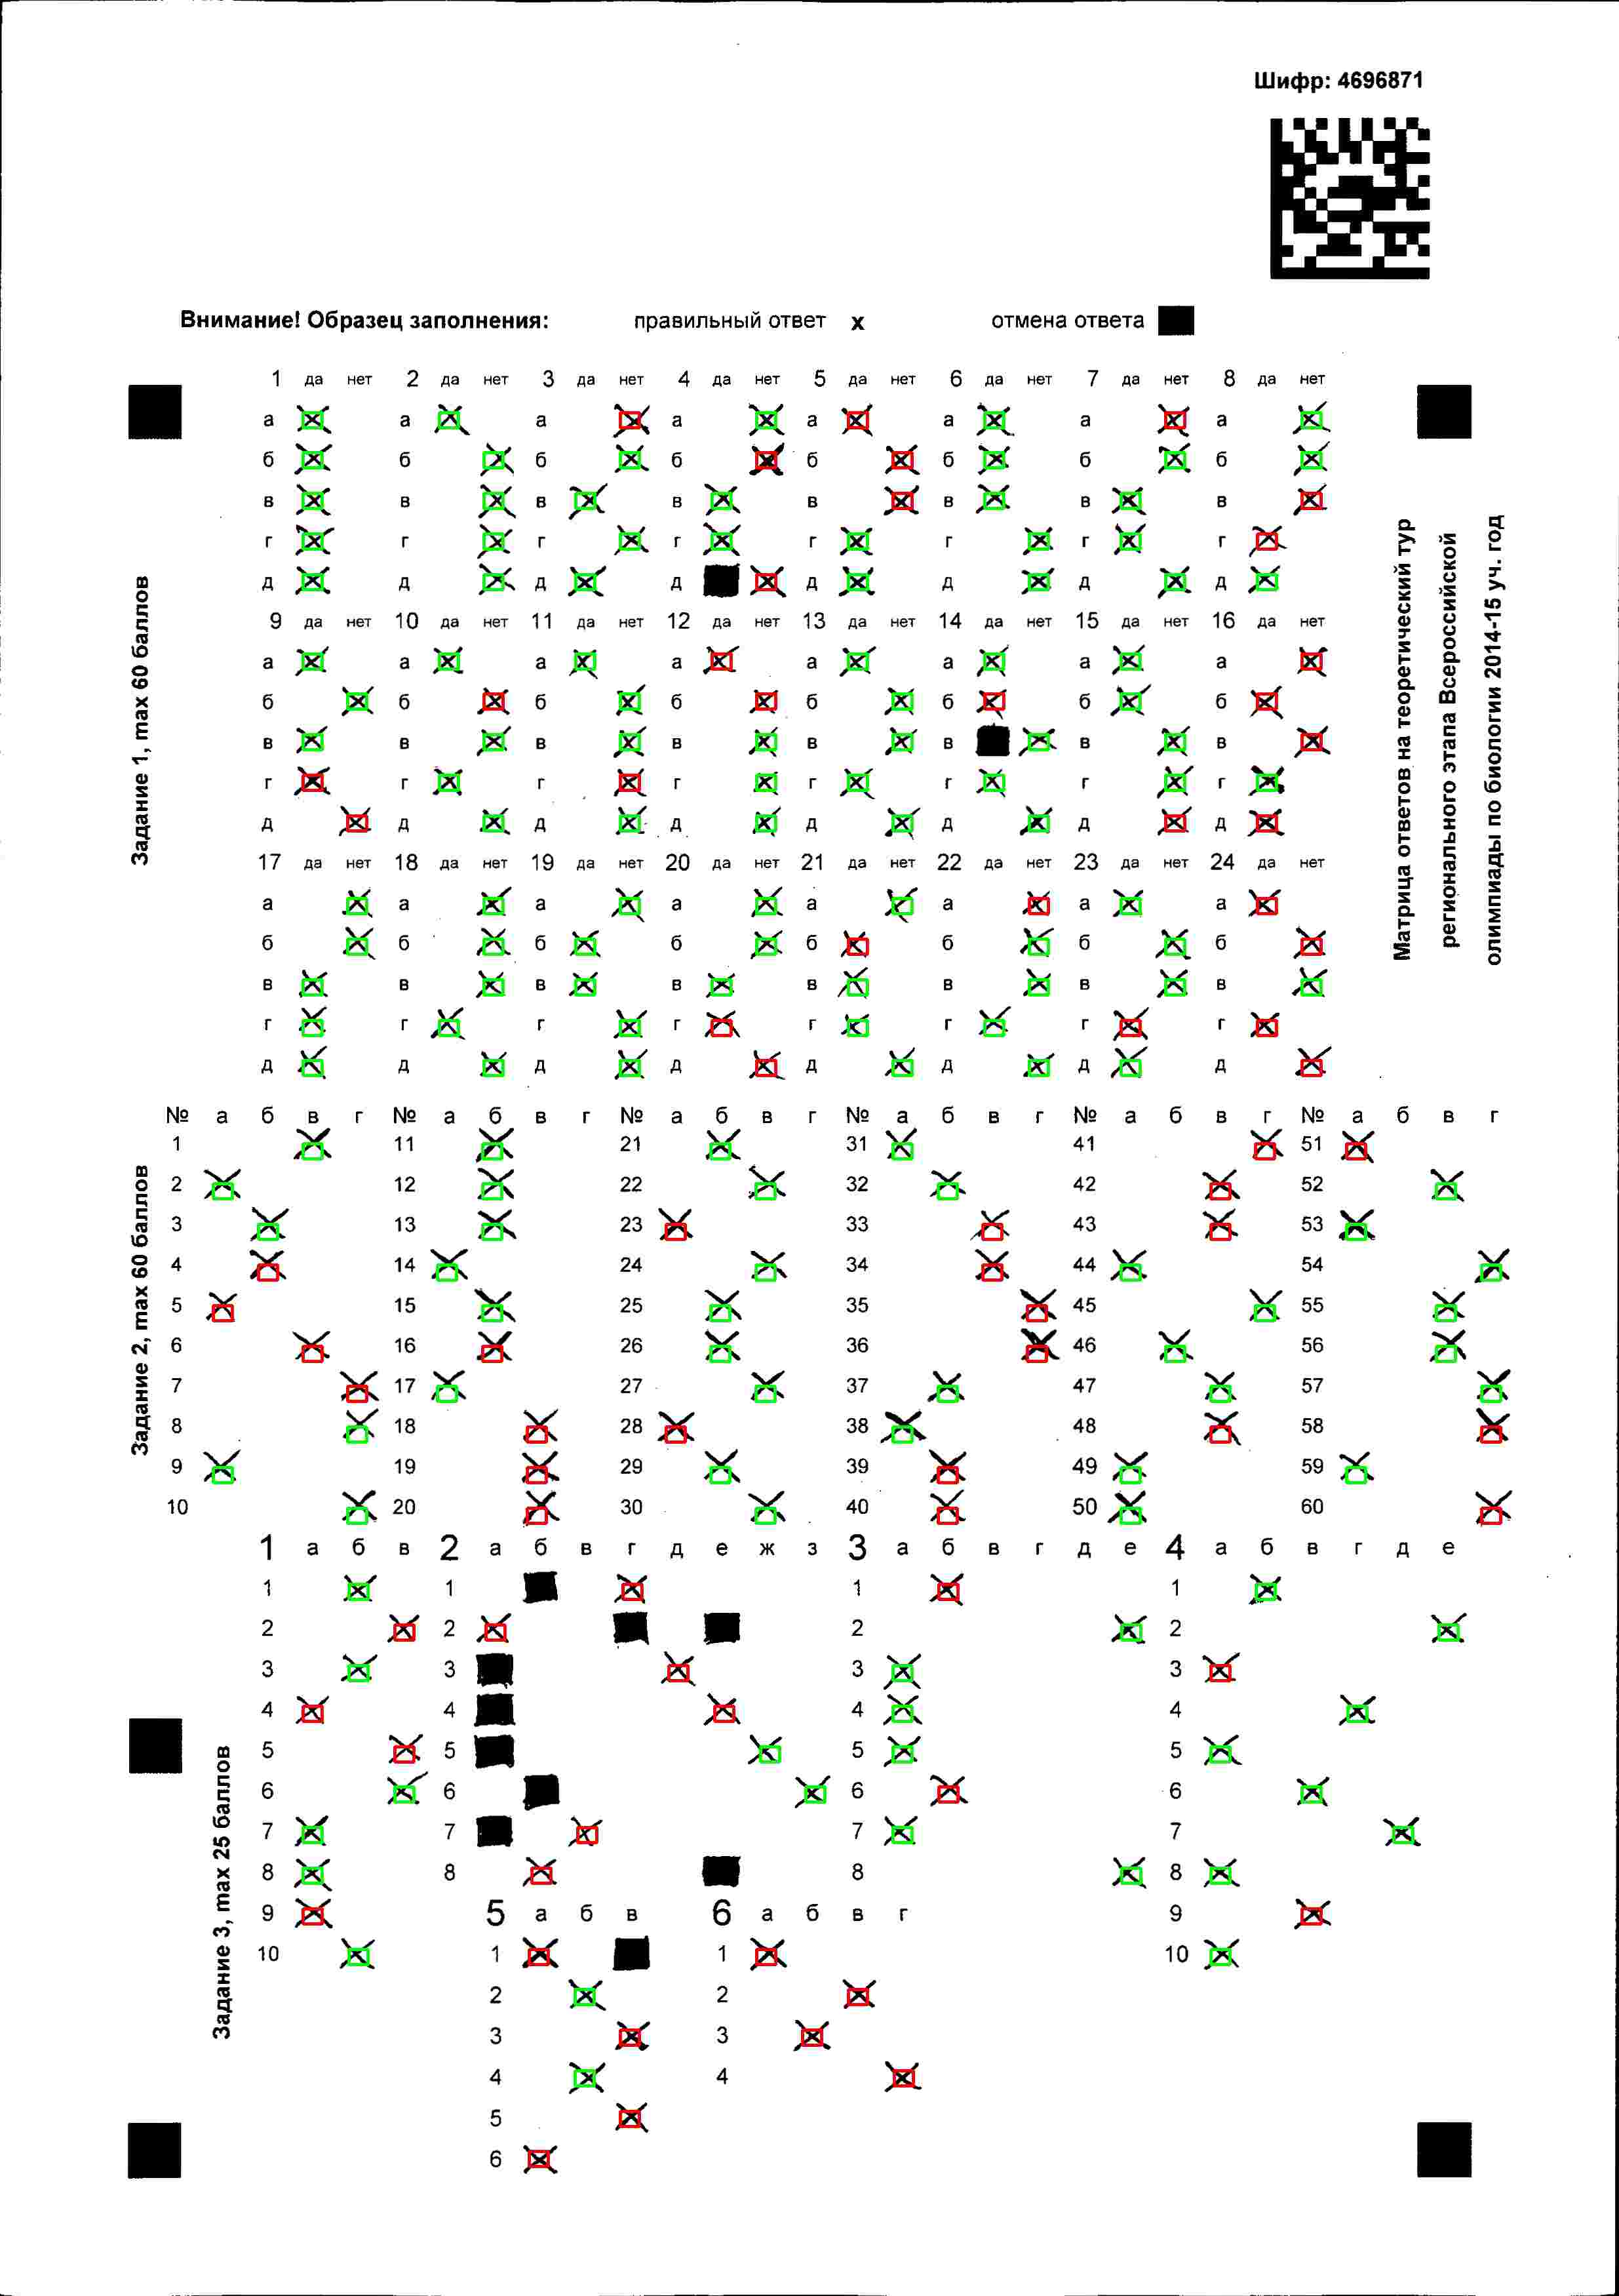 Шифр: 4696871
Внимание! Образец заполнения: правильный ответ x отмена ответа
1 да нет 2 да нет 3 да нет 4 да нет 5 да нет 6 да нет 7 да нет 8 да нет
а а а а а а а а
б б б б б б б б
в в в в в в в в
г г г г г г г г
д д д д д д д д
9 да нет 10 да нет 11 да нет 12 да нет 13 да нет 14 да нет 15 да нет 16 да нет
а а а а а а а а
б б б б б б б б
в в в в в в в в
г г г г г г г г
д д д д д д д д
17 да нет 18 да нет 19 да нет 20 да нет 21 да нет 22 да нет 23 да нет 24 да нет
а а а а а а а а
б б б б б б б б
в в в в в в в в
г г г г г г г г
д д д д д д д д
Задание 1, max 60 баллов
Матрица ответов на теоретический тур
регионального этапа Всероссийской
олимпиады по биологии 2014-15 уч. год
№ а б в г № а б в г № а б в г № а б в г № а б в г № а б в г
1 11 21 31 41 51
2 12 22 32 42 52
3 13 23 33 43 53
4 14 24 34 44 54
5 15 25 35 45 55
6 16 26 36 46 56
7 17 27 37 47 57
8 18 28 38 48 58
9 19 29 39 49 59
10 20 30 40 50 60
Задание 2, max 60 баллов
1 а б в 2 а б в г д е ж з 3 а б в г д е 4 а б в г д е
1 1 1 1
2 2 2 2
3 3 3 3
4 4 4 4
5 5 5 5
6 6 6 6
7 7 7 7
8 8 8 8
9 5 а б в 6 а б в г 9
10 1 1 10
2 2
3 3
4 4
5
6
Задание 3, max 25 баллов